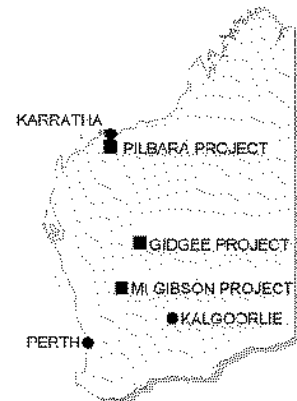 KARRATHA
PILBARA PROJECT
GIDGEE PROJECT
Mt GIBSON PROJECT
KALGOORLIE
PERTH